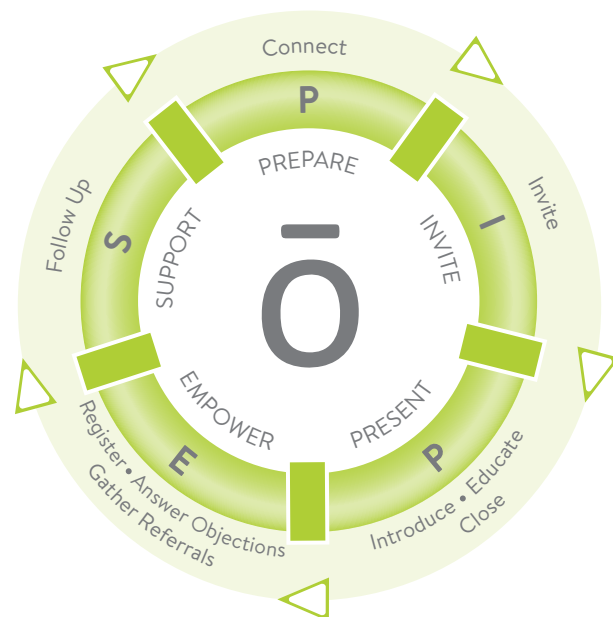 Connect
P
PREPARE
Invite
I
INVITE
PRESENT
P
Introduce • Educate
Close
EMPOWER
E
Register • Answer Objections
Gather Referrals
SUPPORT
S
Follow Up
ō